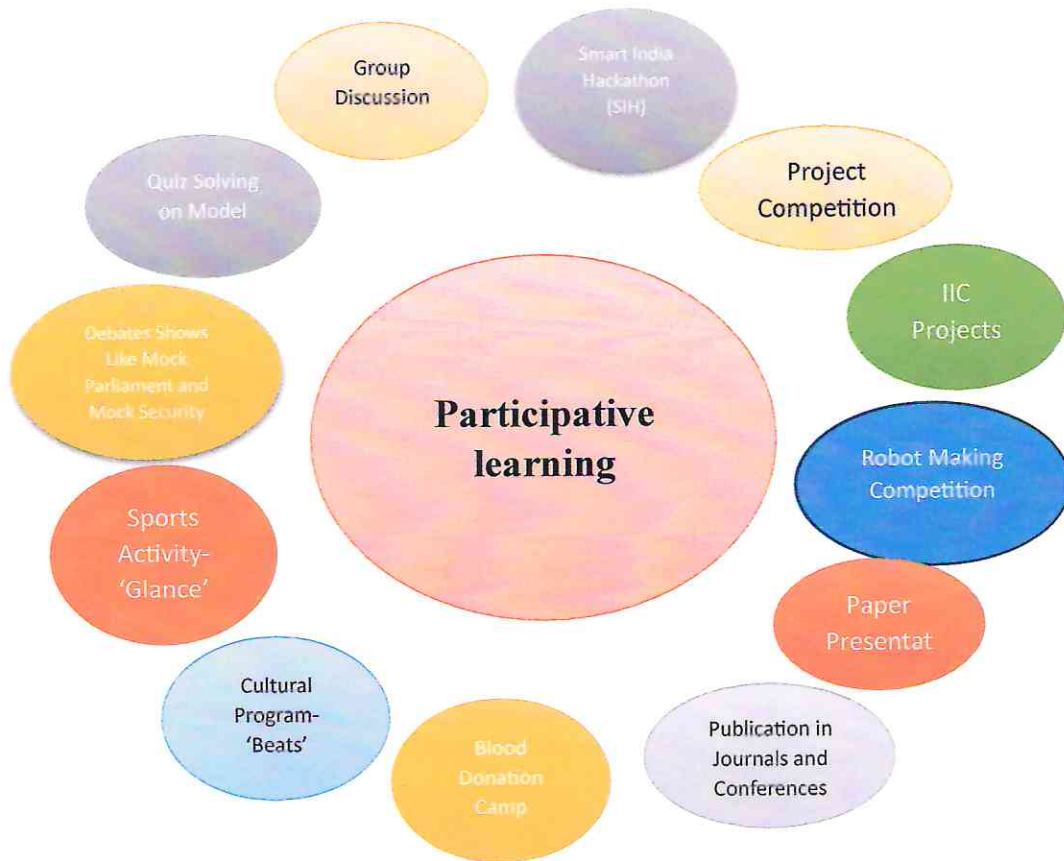 Group
Discussion
Smart India
Hackathon
(SIH)
Project
Competition
IIC
Projects
Robot Making
Competition
Paper
Presentat
Publication in
Journals and
Conferences
Blood
Donation
Camp
Cultural
Program-
‘Beats’
Sports
Activity-
‘Glance’
Debates Shows
Like Mock
Parliament and
Mock Security
Quiz Solving
on Model
Participative
learning